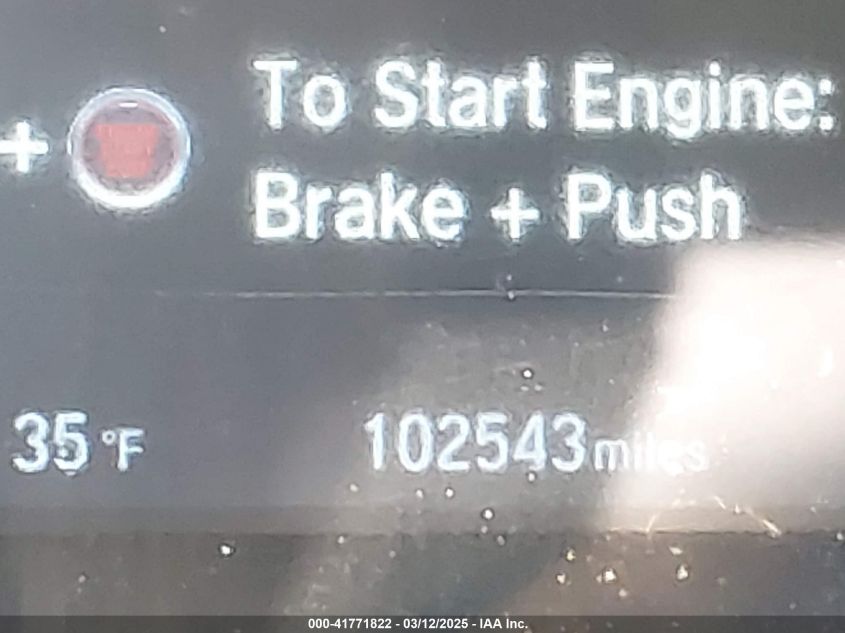 To Start Engine:
+ Brake + Push
35 °F 102543 miles
000-41771822 - 03/12/2025 - IAA Inc.